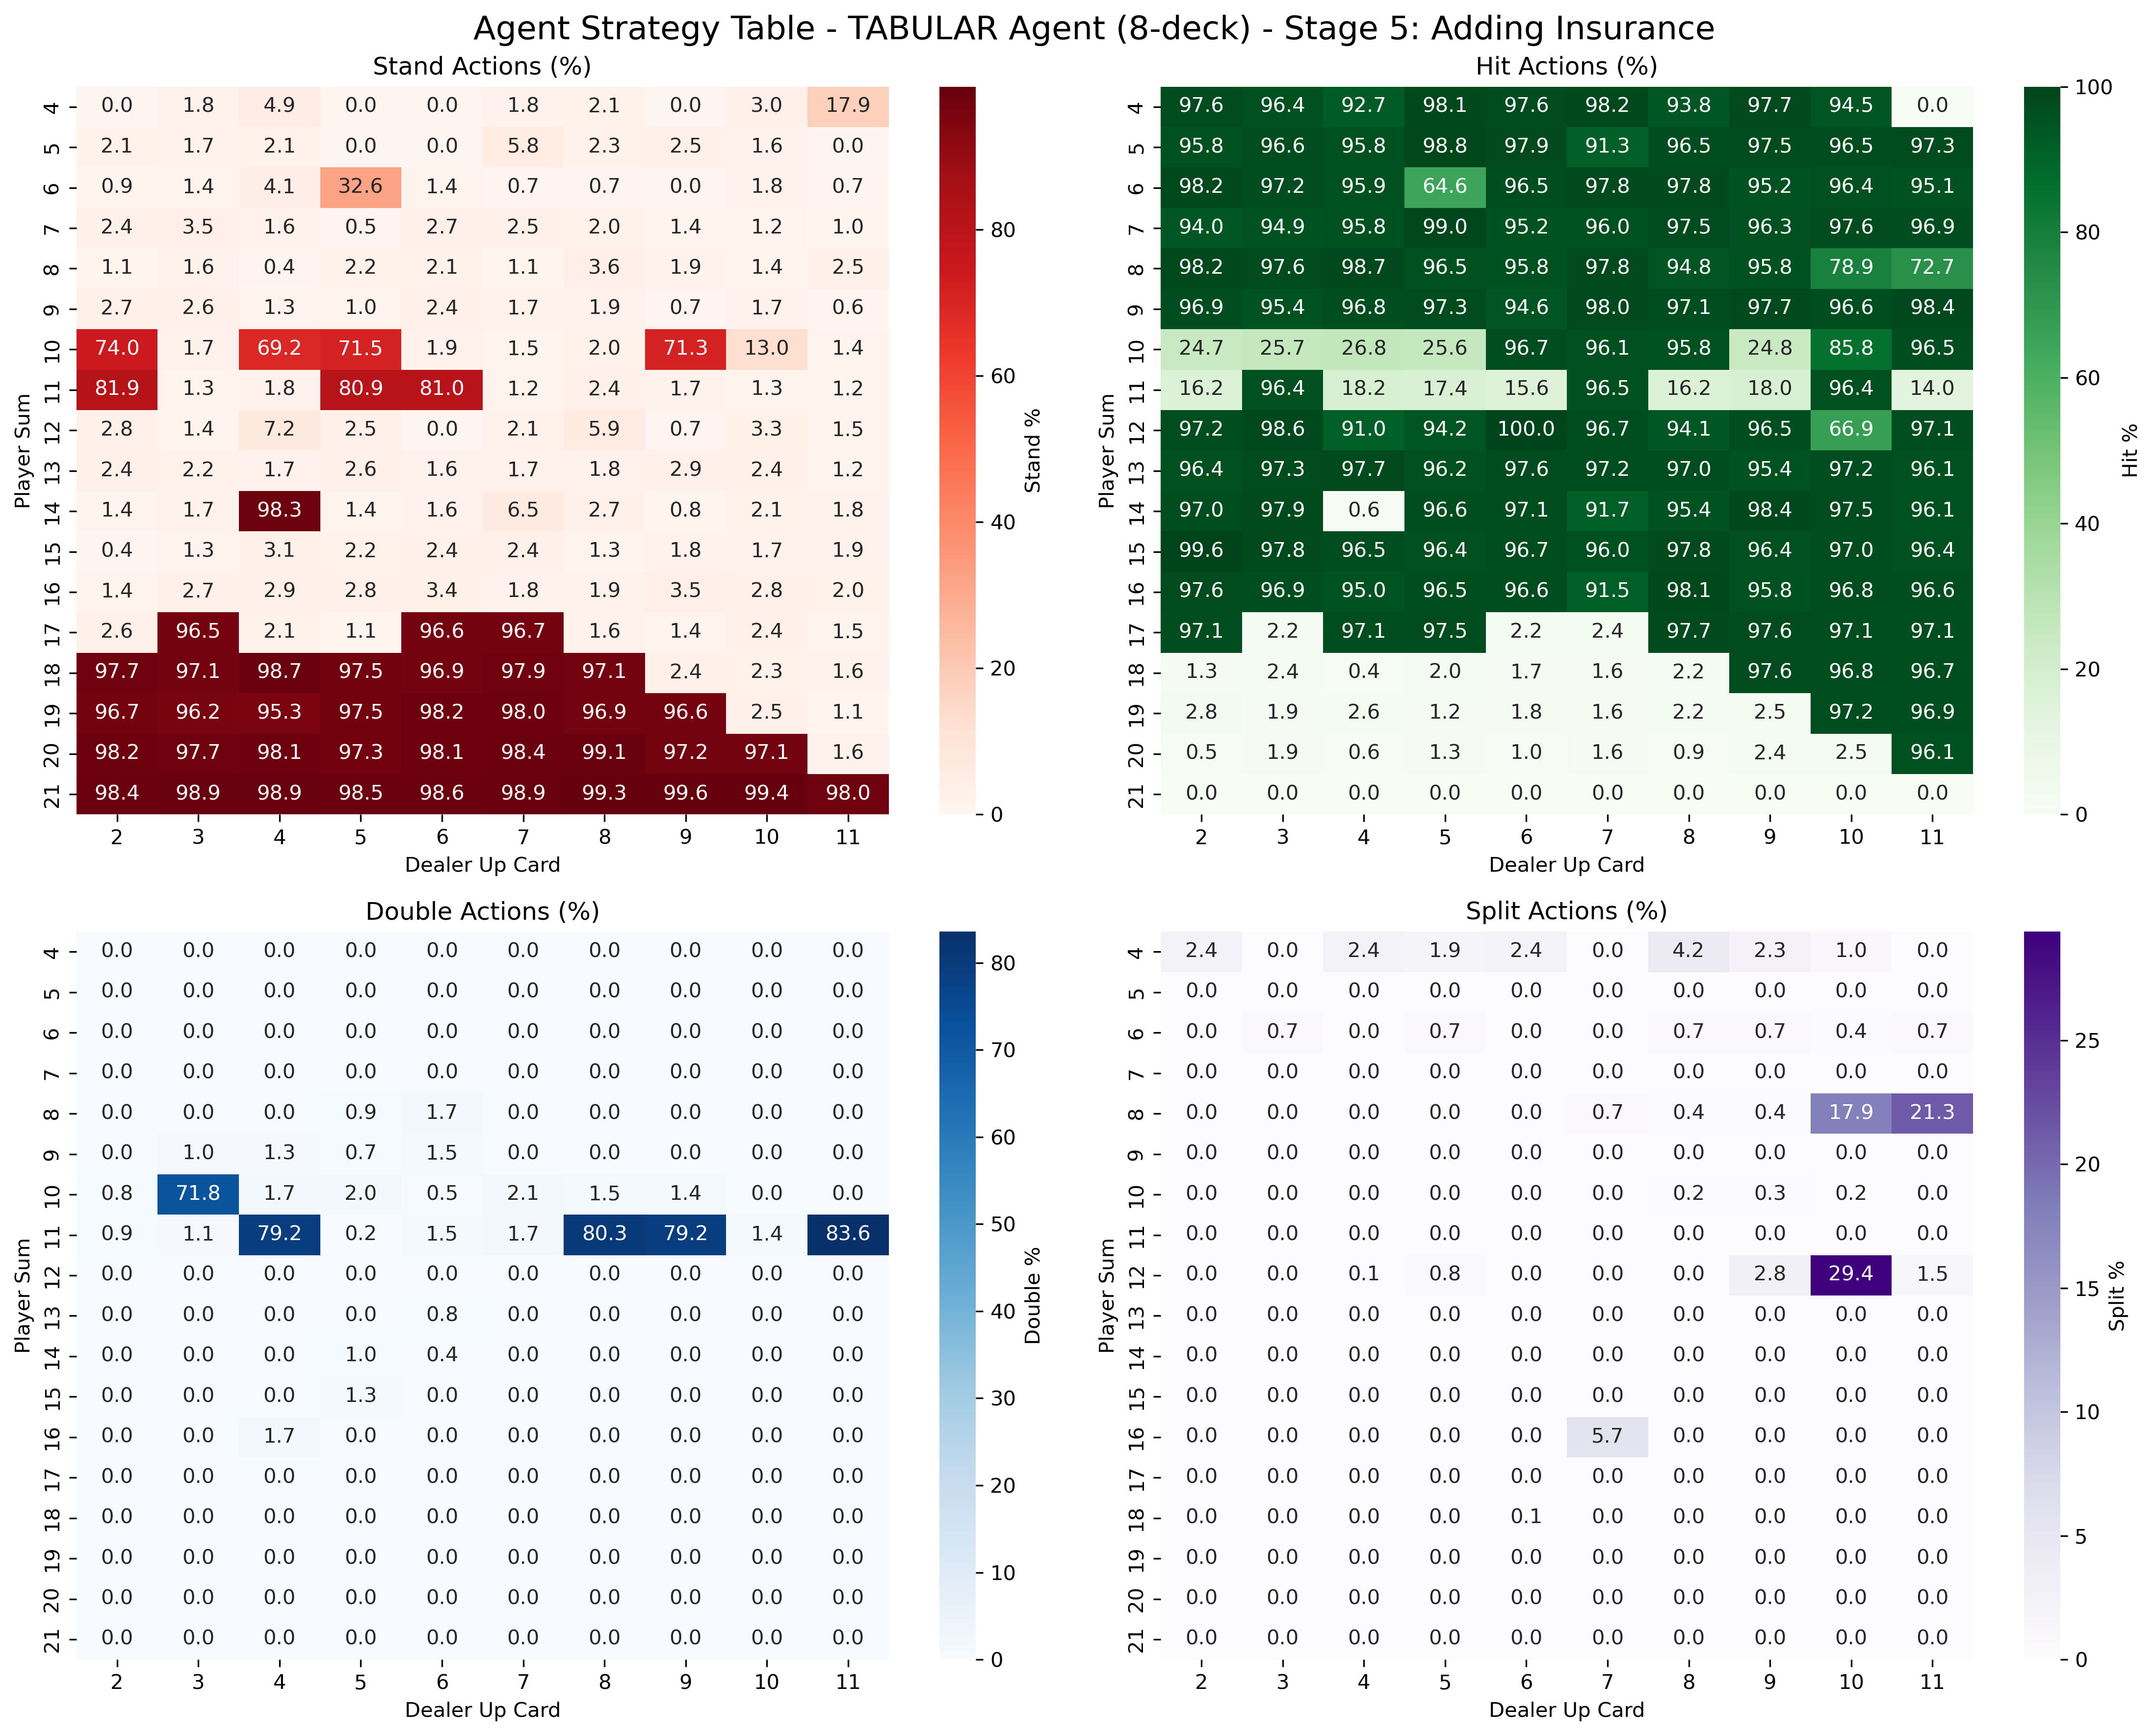 Agent Strategy Table - TABULAR Agent (8-deck) - Stage 5: Adding Insurance
Stand Actions (%)
4 0.0 1.8 4.9 0.0 0.0 1.8 2.1 0.0 3.0 17.9
5 2.1 1.7 2.1 0.0 0.0 5.8 2.3 2.5 1.6 0.0
6 0.9 1.4 4.1 32.6 1.4 0.7 0.7 0.0 1.8 0.7
7 2.4 3.5 1.6 0.5 2.7 2.5 2.0 1.4 1.2 1.0
8 1.1 1.6 0.4 2.2 2.1 1.1 3.6 1.9 1.4 2.5
9 2.7 2.6 1.3 1.0 2.4 1.7 1.9 0.7 1.7 0.6
10 74.0 1.7 69.2 71.5 1.9 1.5 2.0 71.3 13.0 1.4
11 81.9 1.3 1.8 80.9 81.0 1.2 2.4 1.7 1.3 1.2
12 2.8 1.4 7.2 2.5 0.0 2.1 5.9 0.7 3.3 1.5
13 2.4 2.2 1.7 2.6 1.6 1.7 1.8 2.9 2.4 1.2
14 1.4 1.7 98.3 1.4 1.6 6.5 2.7 0.8 2.1 1.8
15 0.4 1.3 3.1 2.2 2.4 2.4 1.3 1.8 1.7 1.9
16 1.4 2.7 2.9 2.8 3.4 1.8 1.9 3.5 2.8 2.0
17 2.6 96.5 2.1 1.1 96.6 96.7 1.6 1.4 2.4 1.5
18 97.7 97.1 98.7 97.5 96.9 97.9 97.1 2.4 2.3 1.6
19 96.7 96.2 95.3 97.5 98.2 98.0 96.9 96.6 2.5 1.1
20 98.2 97.7 98.1 97.3 98.1 98.4 99.1 97.2 97.1 1.6
21 98.4 98.9 98.9 98.5 98.6 98.9 99.3 99.6 99.4 98.0
2 3 4 5 6 7 8 9 10 11
Dealer Up Card
Player Sum
80
60
40
20
0
Stand %
Hit Actions (%)
4 97.6 96.4 92.7 98.1 97.6 98.2 93.8 97.7 94.5 0.0
5 95.8 96.6 95.8 98.8 97.9 91.3 96.5 97.5 96.5 97.3
6 98.2 97.2 95.9 64.6 96.5 97.8 97.8 95.2 96.4 95.1
7 94.0 94.9 95.8 99.0 95.2 96.0 97.5 96.3 97.6 96.9
8 98.2 97.6 98.7 96.5 95.8 97.8 94.8 95.8 78.9 72.7
9 96.9 95.4 96.8 97.3 94.6 98.0 97.1 97.7 96.6 98.4
10 24.7 25.7 26.8 25.6 96.7 96.1 95.8 24.8 85.8 96.5
11 16.2 96.4 18.2 17.4 15.6 96.5 16.2 18.0 96.4 14.0
12 97.2 98.6 91.0 94.2 100.0 96.7 94.1 96.5 66.9 97.1
13 96.4 97.3 97.7 96.2 97.6 97.2 97.0 95.4 97.2 96.1
14 97.0 97.9 0.6 96.6 97.1 91.7 95.4 98.4 97.5 96.1
15 99.6 97.8 96.5 96.4 96.7 96.0 97.8 96.4 97.0 96.4
16 97.6 96.9 95.0 96.5 96.6 91.5 98.1 95.8 96.8 96.6
17 97.1 2.2 97.1 97.5 2.2 2.4 97.7 97.6 97.1 97.1
18 1.3 2.4 0.4 2.0 1.7 1.6 2.2 97.6 96.8 96.7
19 2.8 1.9 2.6 1.2 1.8 1.6 2.2 2.5 97.2 96.9
20 0.5 1.9 0.6 1.3 1.0 1.6 0.9 2.4 2.5 96.1
21 0.0 0.0 0.0 0.0 0.0 0.0 0.0 0.0 0.0 0.0
2 3 4 5 6 7 8 9 10 11
Dealer Up Card
Player Sum
100
80
60
40
20
0
Hit %
Double Actions (%)
4 0.0 0.0 0.0 0.0 0.0 0.0 0.0 0.0 0.0 0.0
5 0.0 0.0 0.0 0.0 0.0 0.0 0.0 0.0 0.0 0.0
6 0.0 0.0 0.0 0.0 0.0 0.0 0.0 0.0 0.0 0.0
7 0.0 0.0 0.0 0.0 0.0 0.0 0.0 0.0 0.0 0.0
8 0.0 0.0 0.0 0.9 1.7 0.0 0.0 0.0 0.0 0.0
9 0.0 1.0 1.3 0.7 1.5 0.0 0.0 0.0 0.0 0.0
10 0.8 71.8 1.7 2.0 0.5 2.1 1.5 1.4 0.0 0.0
11 0.9 1.1 79.2 0.2 1.5 1.7 80.3 79.2 1.4 83.6
12 0.0 0.0 0.0 0.0 0.0 0.0 0.0 0.0 0.0 0.0
13 0.0 0.0 0.0 0.0 0.8 0.0 0.0 0.0 0.0 0.0
14 0.0 0.0 0.0 1.0 0.4 0.0 0.0 0.0 0.0 0.0
15 0.0 0.0 0.0 1.3 0.0 0.0 0.0 0.0 0.0 0.0
16 0.0 0.0 1.7 0.0 0.0 0.0 0.0 0.0 0.0 0.0
17 0.0 0.0 0.0 0.0 0.0 0.0 0.0 0.0 0.0 0.0
18 0.0 0.0 0.0 0.0 0.0 0.0 0.0 0.0 0.0 0.0
19 0.0 0.0 0.0 0.0 0.0 0.0 0.0 0.0 0.0 0.0
20 0.0 0.0 0.0 0.0 0.0 0.0 0.0 0.0 0.0 0.0
21 0.0 0.0 0.0 0.0 0.0 0.0 0.0 0.0 0.0 0.0
2 3 4 5 6 7 8 9 10 11
Dealer Up Card
Player Sum
80
70
60
50
40
30
20
10
0
Double %
Split Actions (%)
4 2.4 0.0 2.4 1.9 2.4 0.0 4.2 2.3 1.0 0.0
5 0.0 0.0 0.0 0.0 0.0 0.0 0.0 0.0 0.0 0.0
6 0.0 0.7 0.0 0.7 0.0 0.0 0.7 0.7 0.4 0.7
7 0.0 0.0 0.0 0.0 0.0 0.0 0.0 0.0 0.0 0.0
8 0.0 0.0 0.0 0.0 0.0 0.7 0.4 0.4 17.9 21.3
9 0.0 0.0 0.0 0.0 0.0 0.0 0.0 0.0 0.0 0.0
10 0.0 0.0 0.0 0.0 0.0 0.0 0.2 0.3 0.2 0.0
11 0.0 0.0 0.0 0.0 0.0 0.0 0.0 0.0 0.0 0.0
12 0.0 0.0 0.1 0.8 0.0 0.0 0.0 2.8 29.4 1.5
13 0.0 0.0 0.0 0.0 0.0 0.0 0.0 0.0 0.0 0.0
14 0.0 0.0 0.0 0.0 0.0 0.0 0.0 0.0 0.0 0.0
15 0.0 0.0 0.0 0.0 0.0 0.0 0.0 0.0 0.0 0.0
16 0.0 0.0 0.0 0.0 0.0 5.7 0.0 0.0 0.0 0.0
17 0.0 0.0 0.0 0.0 0.0 0.0 0.0 0.0 0.0 0.0
18 0.0 0.0 0.0 0.0 0.1 0.0 0.0 0.0 0.0 0.0
19 0.0 0.0 0.0 0.0 0.0 0.0 0.0 0.0 0.0 0.0
20 0.0 0.0 0.0 0.0 0.0 0.0 0.0 0.0 0.0 0.0
21 0.0 0.0 0.0 0.0 0.0 0.0 0.0 0.0 0.0 0.0
2 3 4 5 6 7 8 9 10 11
Dealer Up Card
Player Sum
25
20
15
10
5
0
Split %